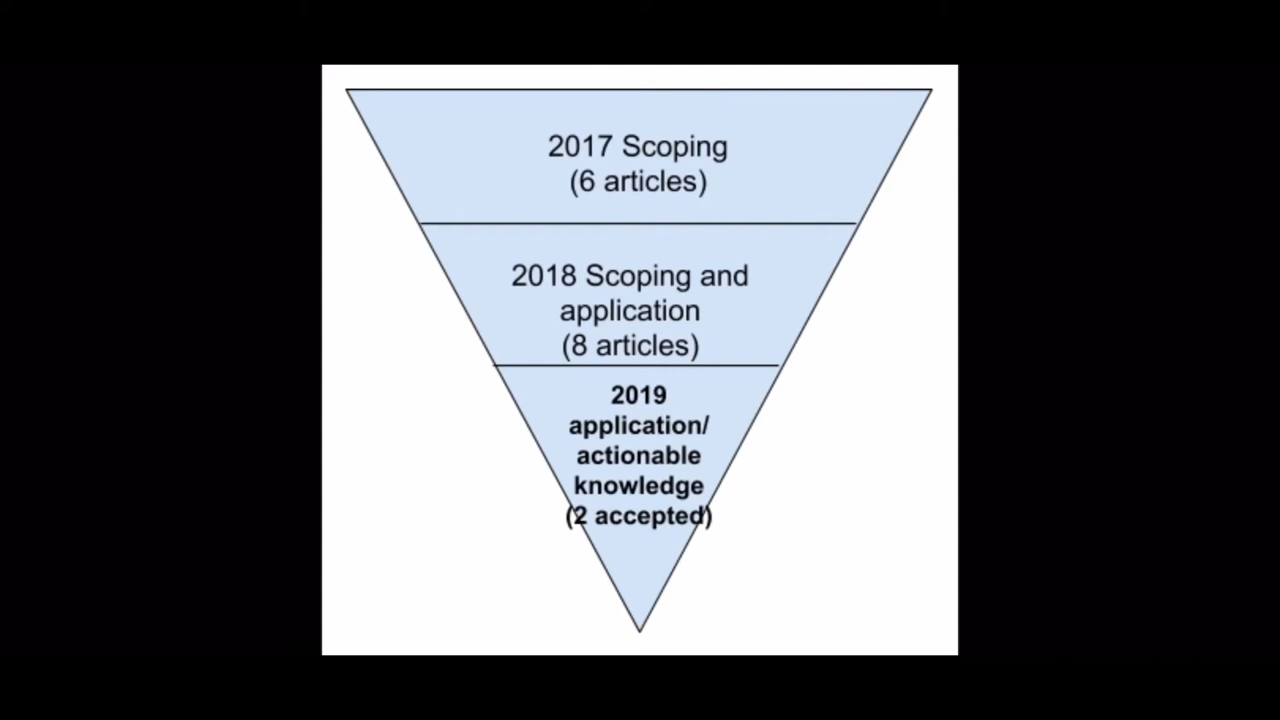 2017 Scoping
(6 articles)
2018 Scoping and
application
(8 articles)
2019
application/
actionable
knowledge
(2 accepted)